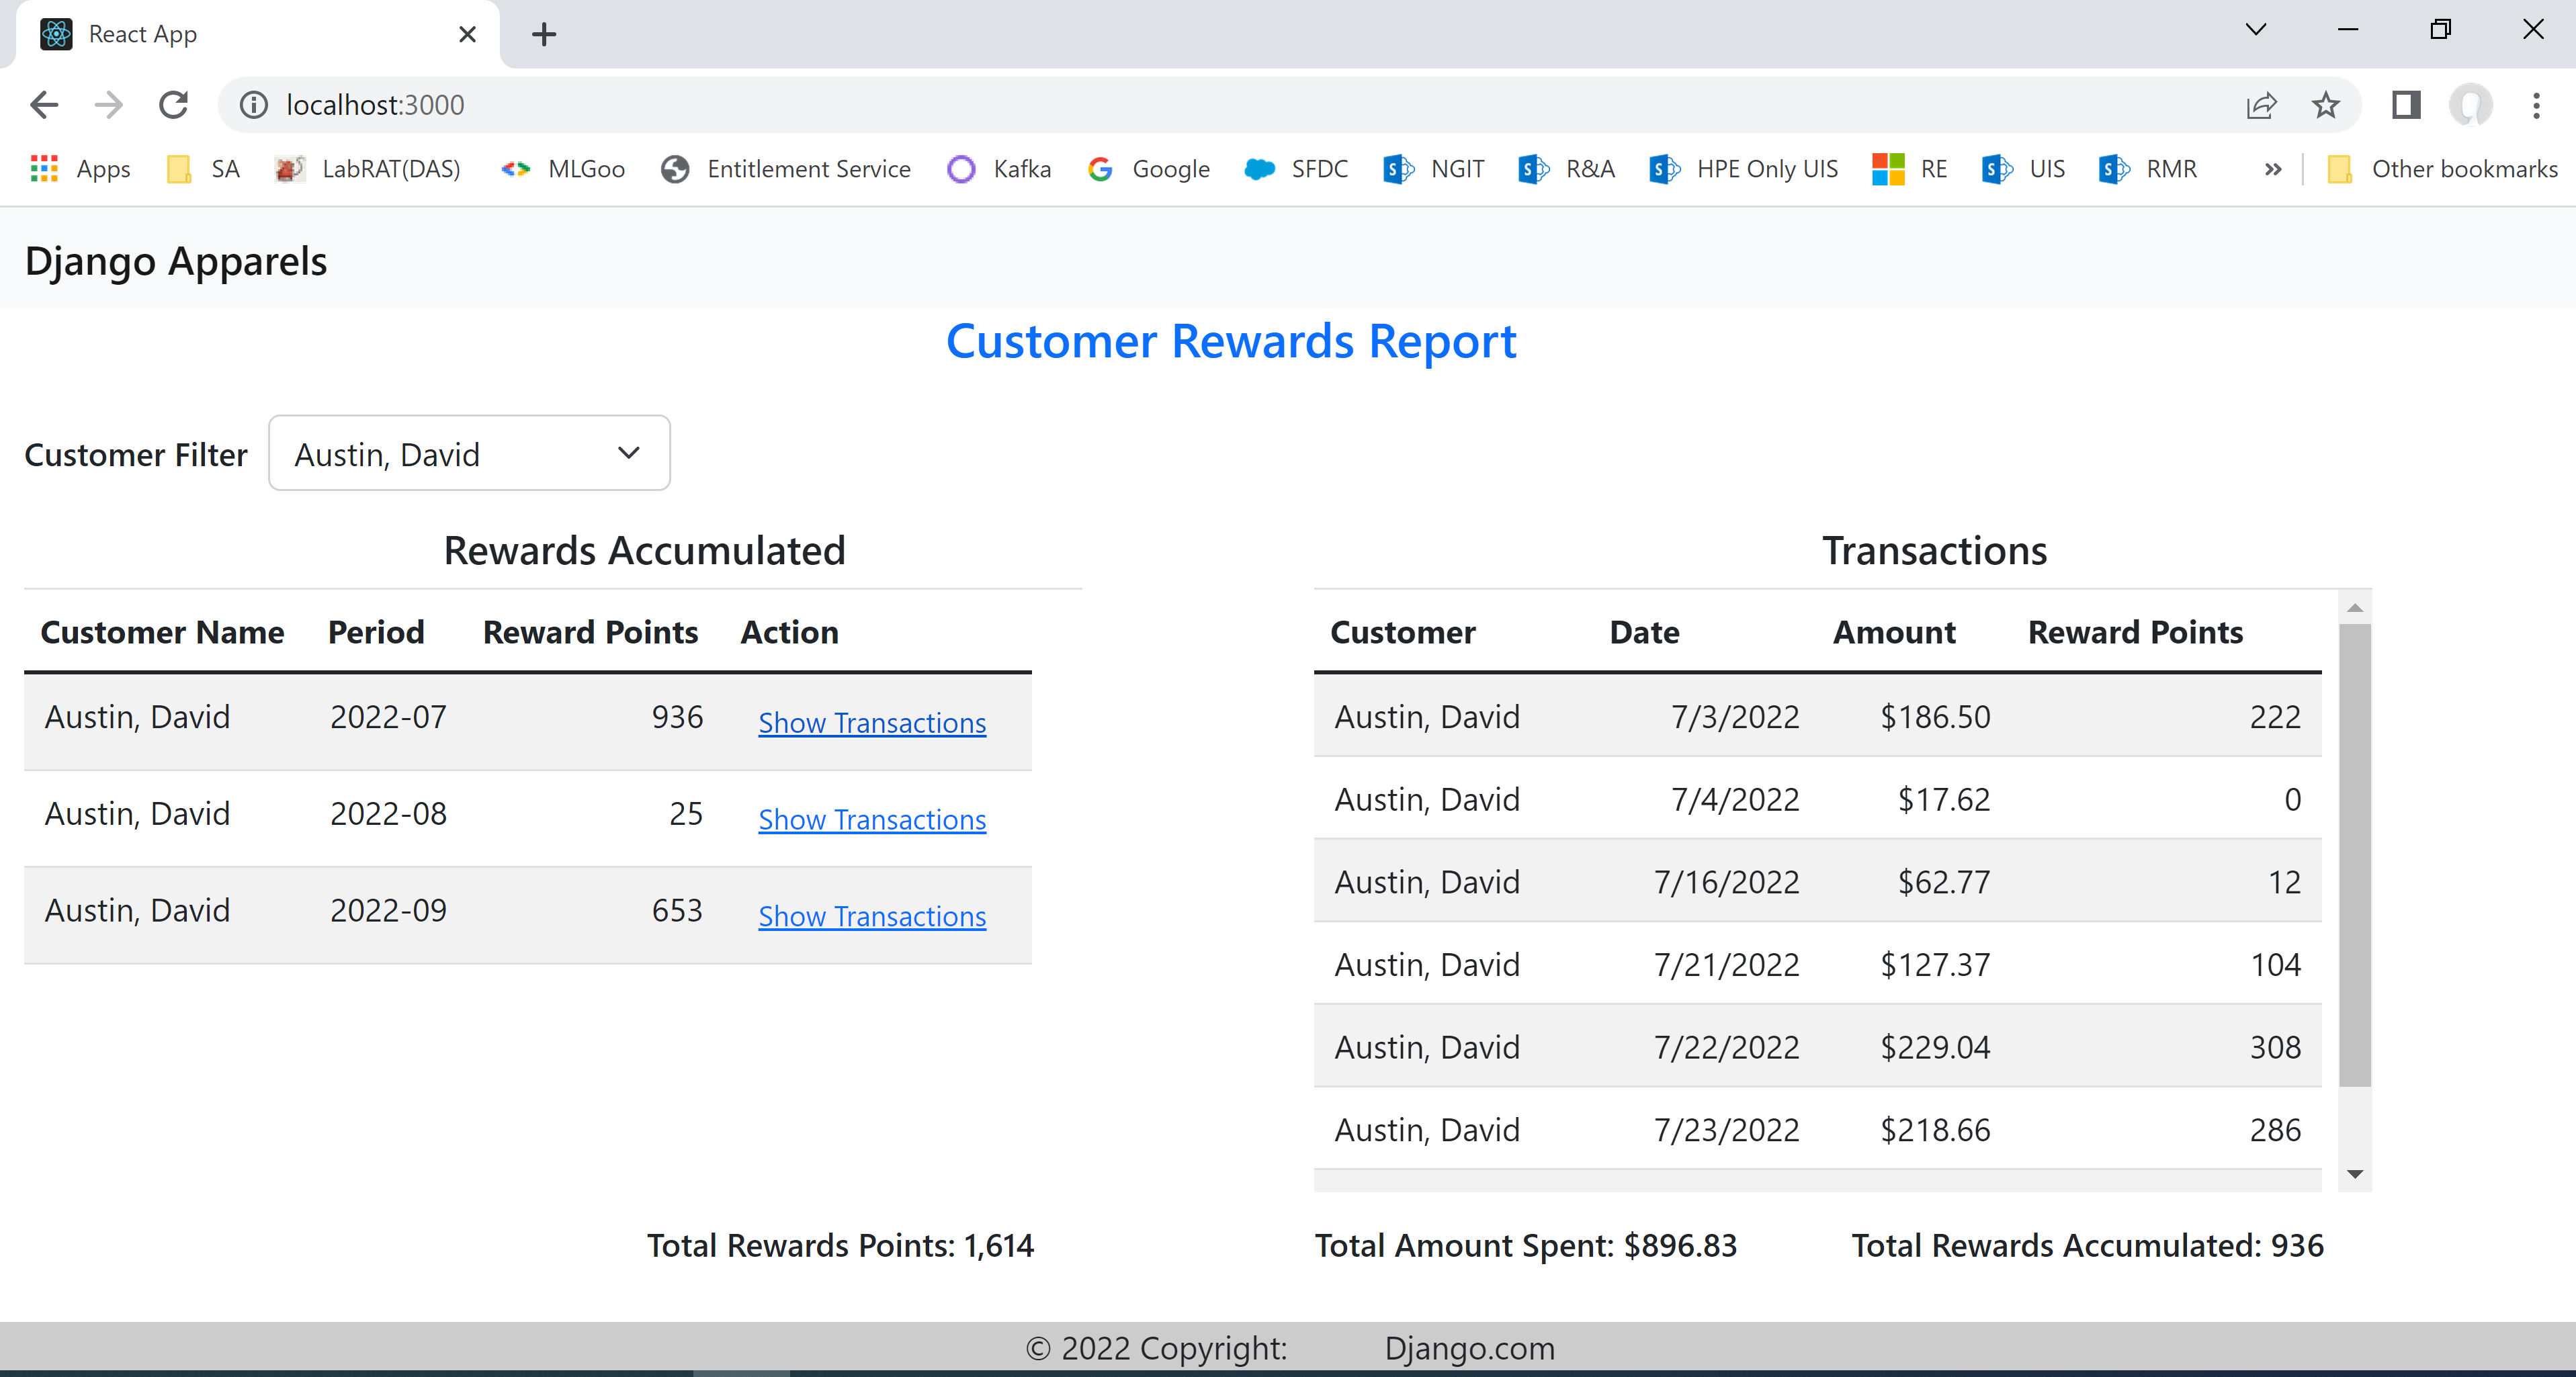 React App
localhost:3000
Apps SA LabRAT(DAS) MLGoo Entitlement Service Kafka Google SFDC NGIT R&A HPE Only UIS RE UIS RMR » Other bookmarks
Django Apparels
Customer Rewards Report
Customer Filter Austin, David
Rewards Accumulated
Customer Name Period Reward Points Action
Austin, David 2022-07 936 Show Transactions
Austin, David 2022-08 25 Show Transactions
Austin, David 2022-09 653 Show Transactions
Total Rewards Points: 1,614
Transactions
Customer Date Amount Reward Points
Austin, David 7/3/2022 $186.50 222
Austin, David 7/4/2022 $17.62 0
Austin, David 7/16/2022 $62.77 12
Austin, David 7/21/2022 $127.37 104
Austin, David 7/22/2022 $229.04 308
Austin, David 7/23/2022 $218.66 286
Total Amount Spent: $896.83 Total Rewards Accumulated: 936
© 2022 Copyright: Django.com